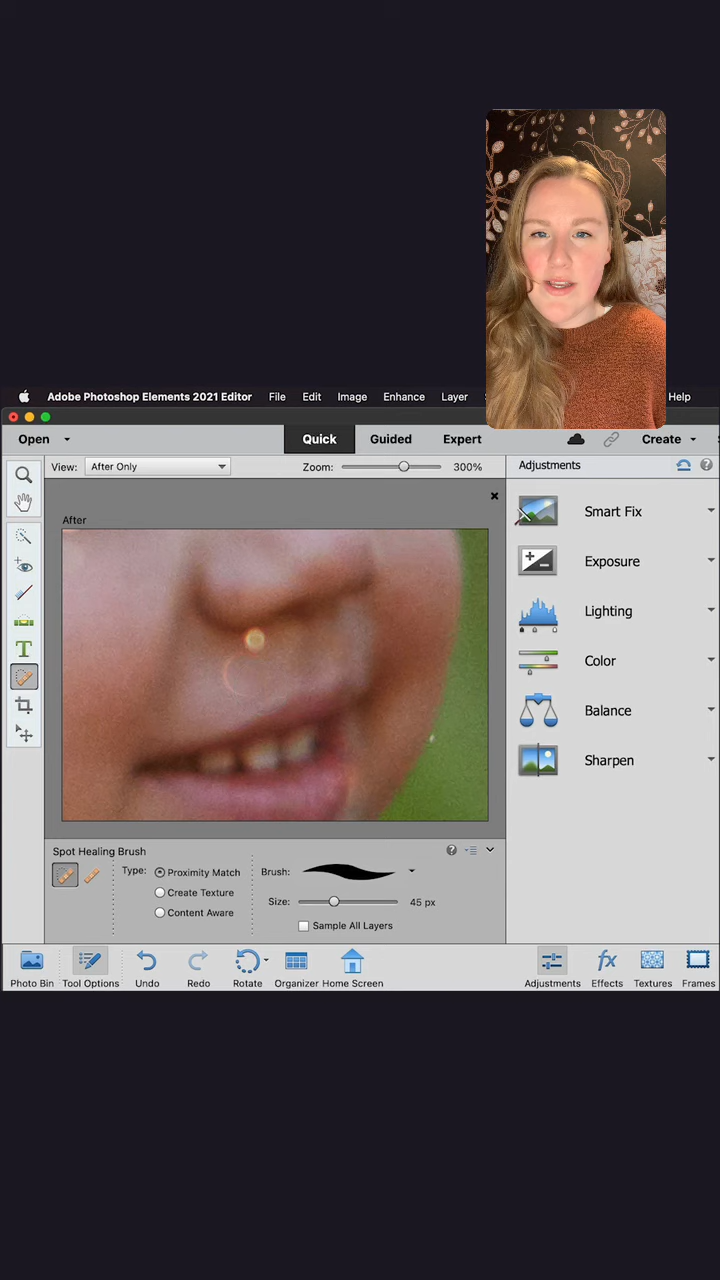 Adobe Photoshop Elements 2021 Editor File Edit Image Enhance Layer Help
Open Quick Guided Expert Create
View: After Only Zoom: 300% Adjustments
After
Smart Fix
Exposure
Lighting
Color
Balance
Sharpen
T
Spot Healing Brush
Type: Proximity Match Brush:
Create Texture
Size: 45 px
Content Aware
Sample All Layers
fx
Photo Bin Tool Options Undo Redo Rotate Organizer Home Screen Adjustments Effects Textures Frames